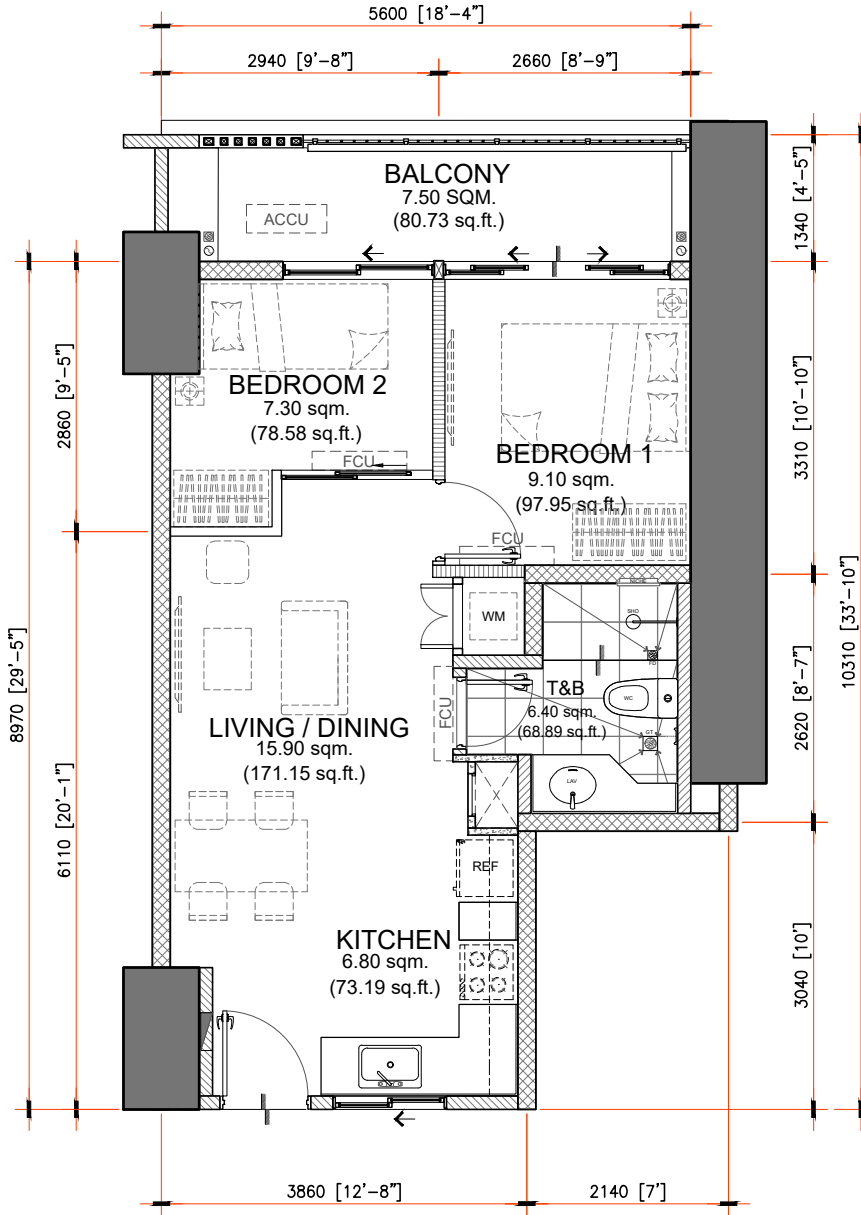 5600 [18'-4"]
2940 [9'-8"]
2660 [8'-9"]
BALCONY
7.50 SQM.
(80.73 sq.ft.)
ACCU
1340 [4'-5"]
BEDROOM 2
7.30 sqm.
(78.58 sq.ft.)
FCU
2860 [9'-5"]
BEDROOM 1
9.10 sqm.
(97.95 sq.ft.)
FCU
3310 [10'-10"]
NICHE
SHO
WM
FD
T&B
6.40 sqm.
(68.89 sq.ft.)
WC
GT
LAV
FCU
2620 [8'-7"]
10310 [33'-10"]
8970 [29'-5"]
LIVING / DINING
15.90 sqm.
(171.15 sq.ft.)
6110 [20'-1"]
REF
KITCHEN
6.80 sqm.
(73.19 sq.ft.)
3040 [10']
3860 [12'-8"]
2140 [7']